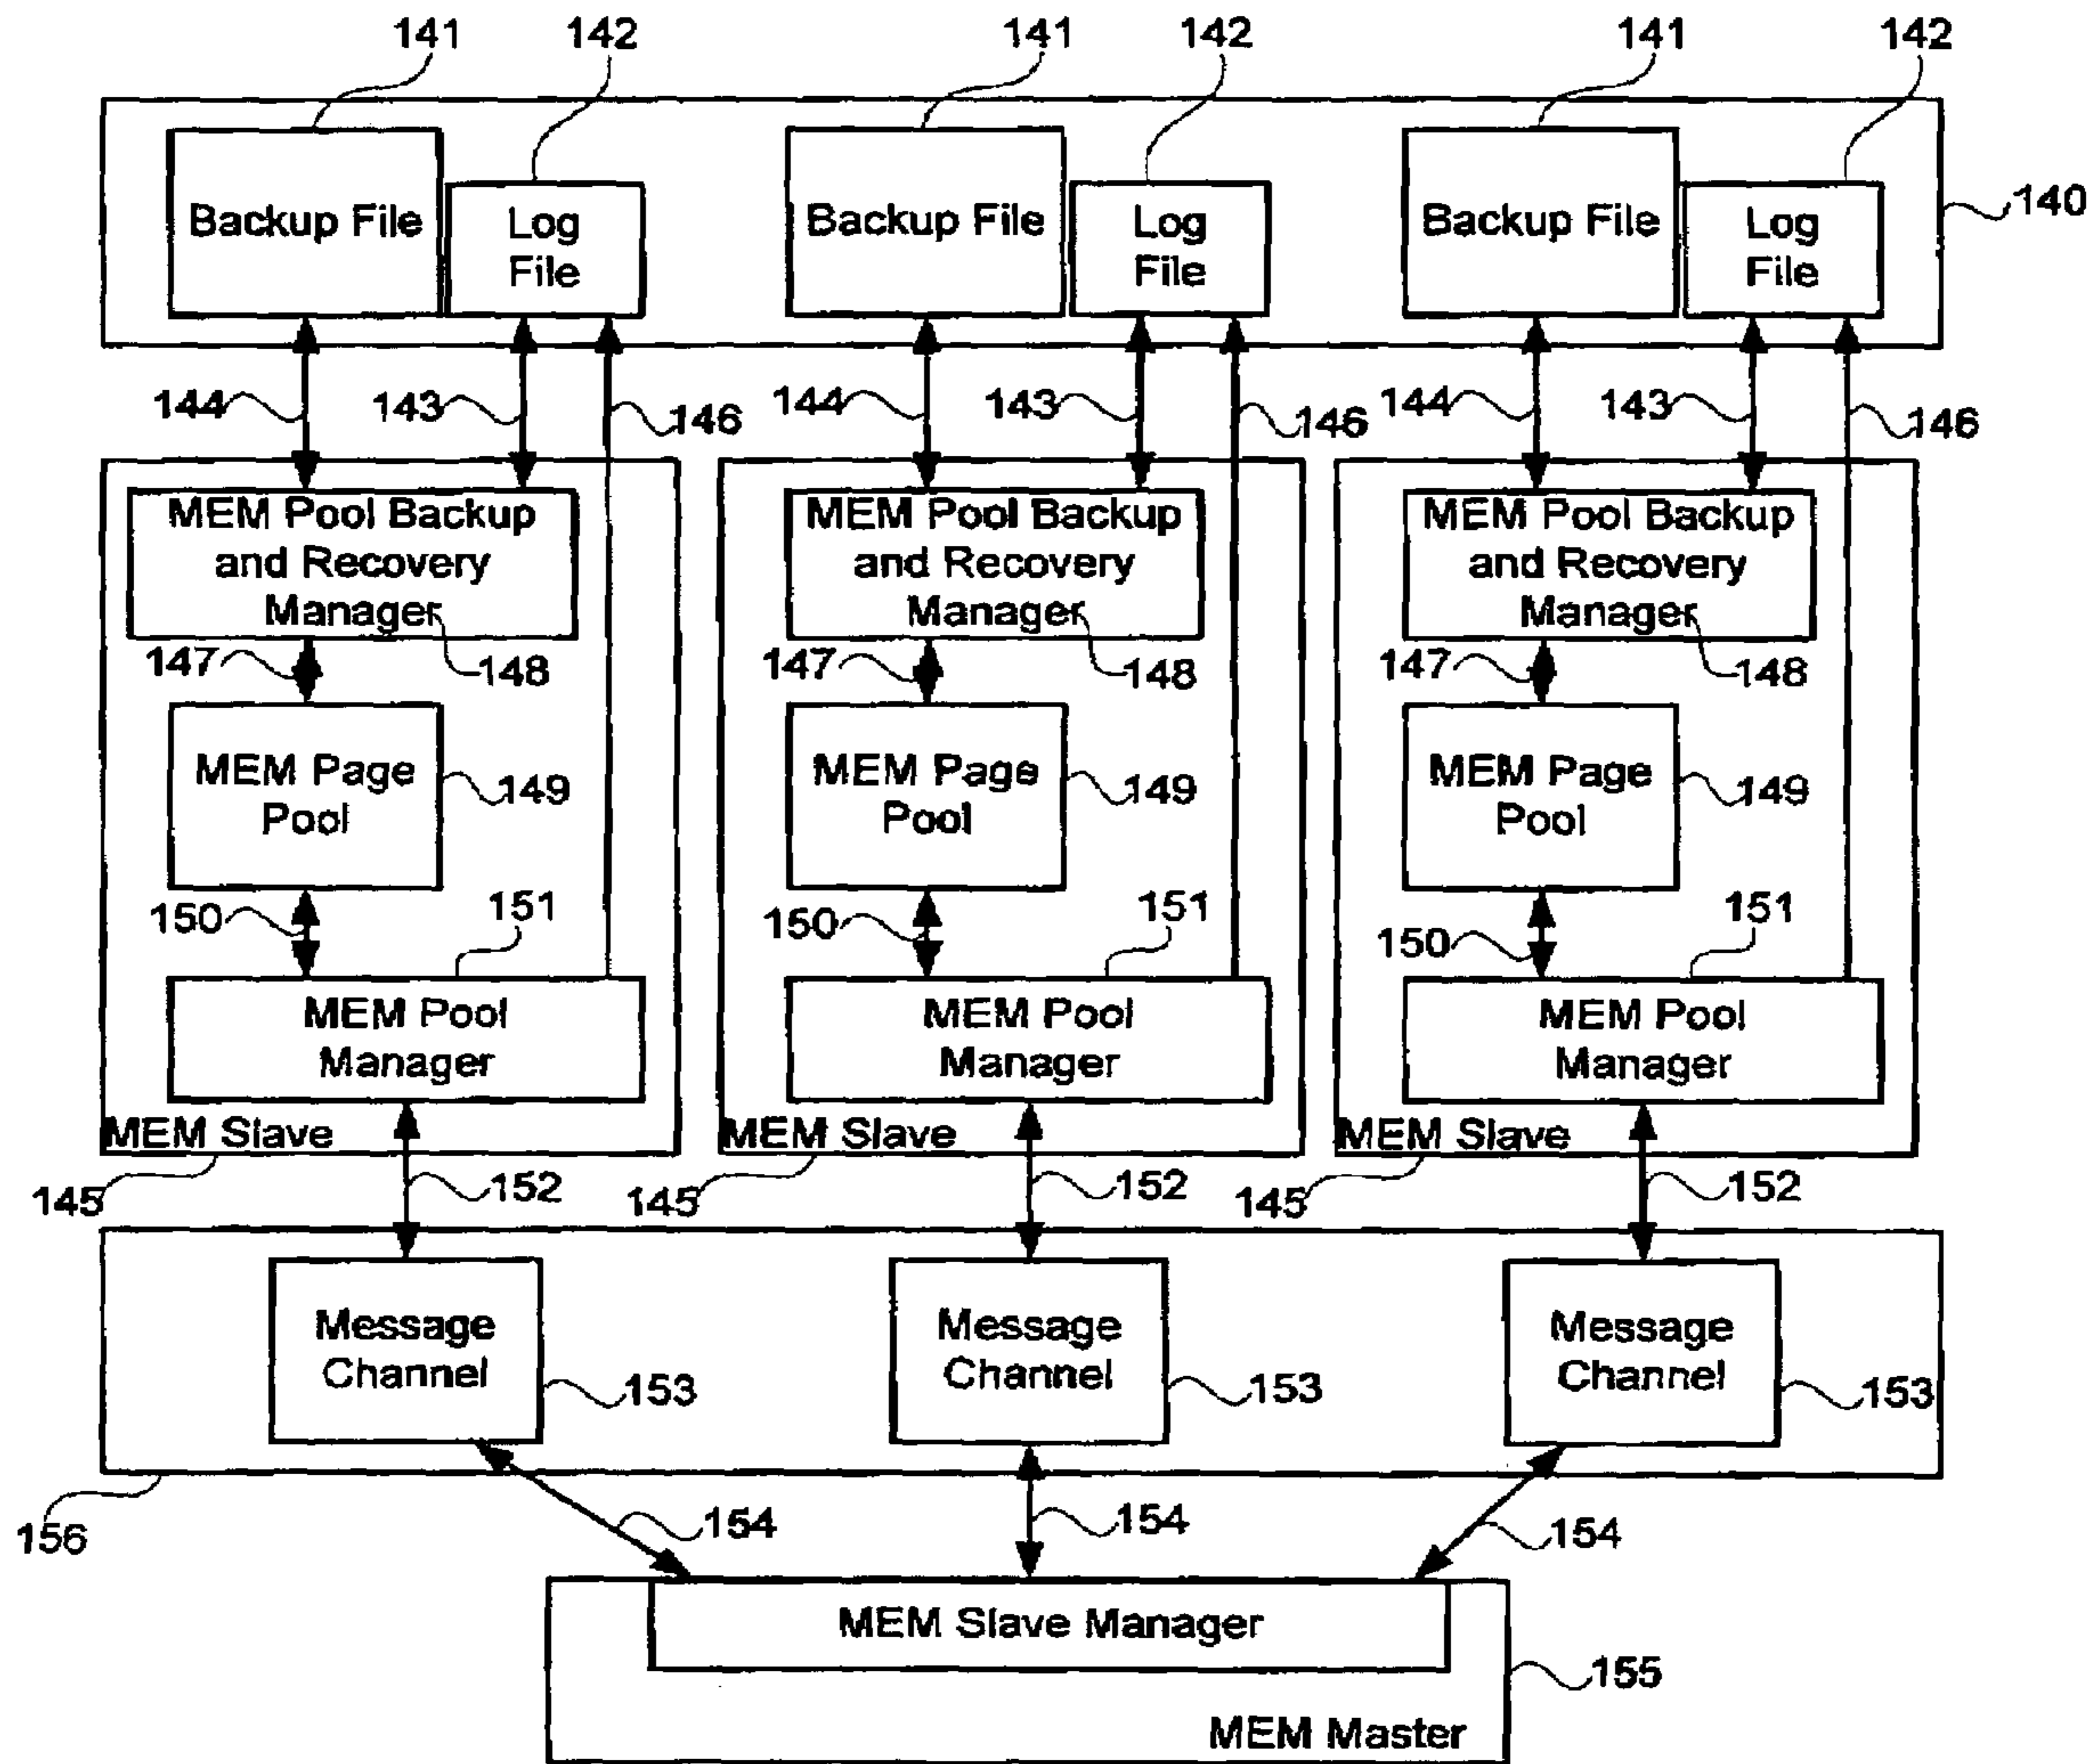 141 142 141 142 141 142
Backup File Log File Backup File Log File Backup File Log File
140
144 143 146 144 143 146 144 143 146
MEM Pool Backup
and Recovery
Manager
MEM Pool Backup
and Recovery
Manager
MEM Pool Backup
and Recovery
Manager
147 148 147 148 147 148
MEM Page
Pool
149
MEM Page
Pool
149
MEM Page
Pool
149
150 151 150 151 150 151
MEM Pool
Manager
MEM Pool
Manager
MEM Pool
Manager
MEM Slave MEM Slave MEM Slave
145 152 145 152 145 152
Message
Channel
153
Message
Channel
153
Message
Channel
153
156 154 154 154
MEM Slave Manager
155
MEM Master